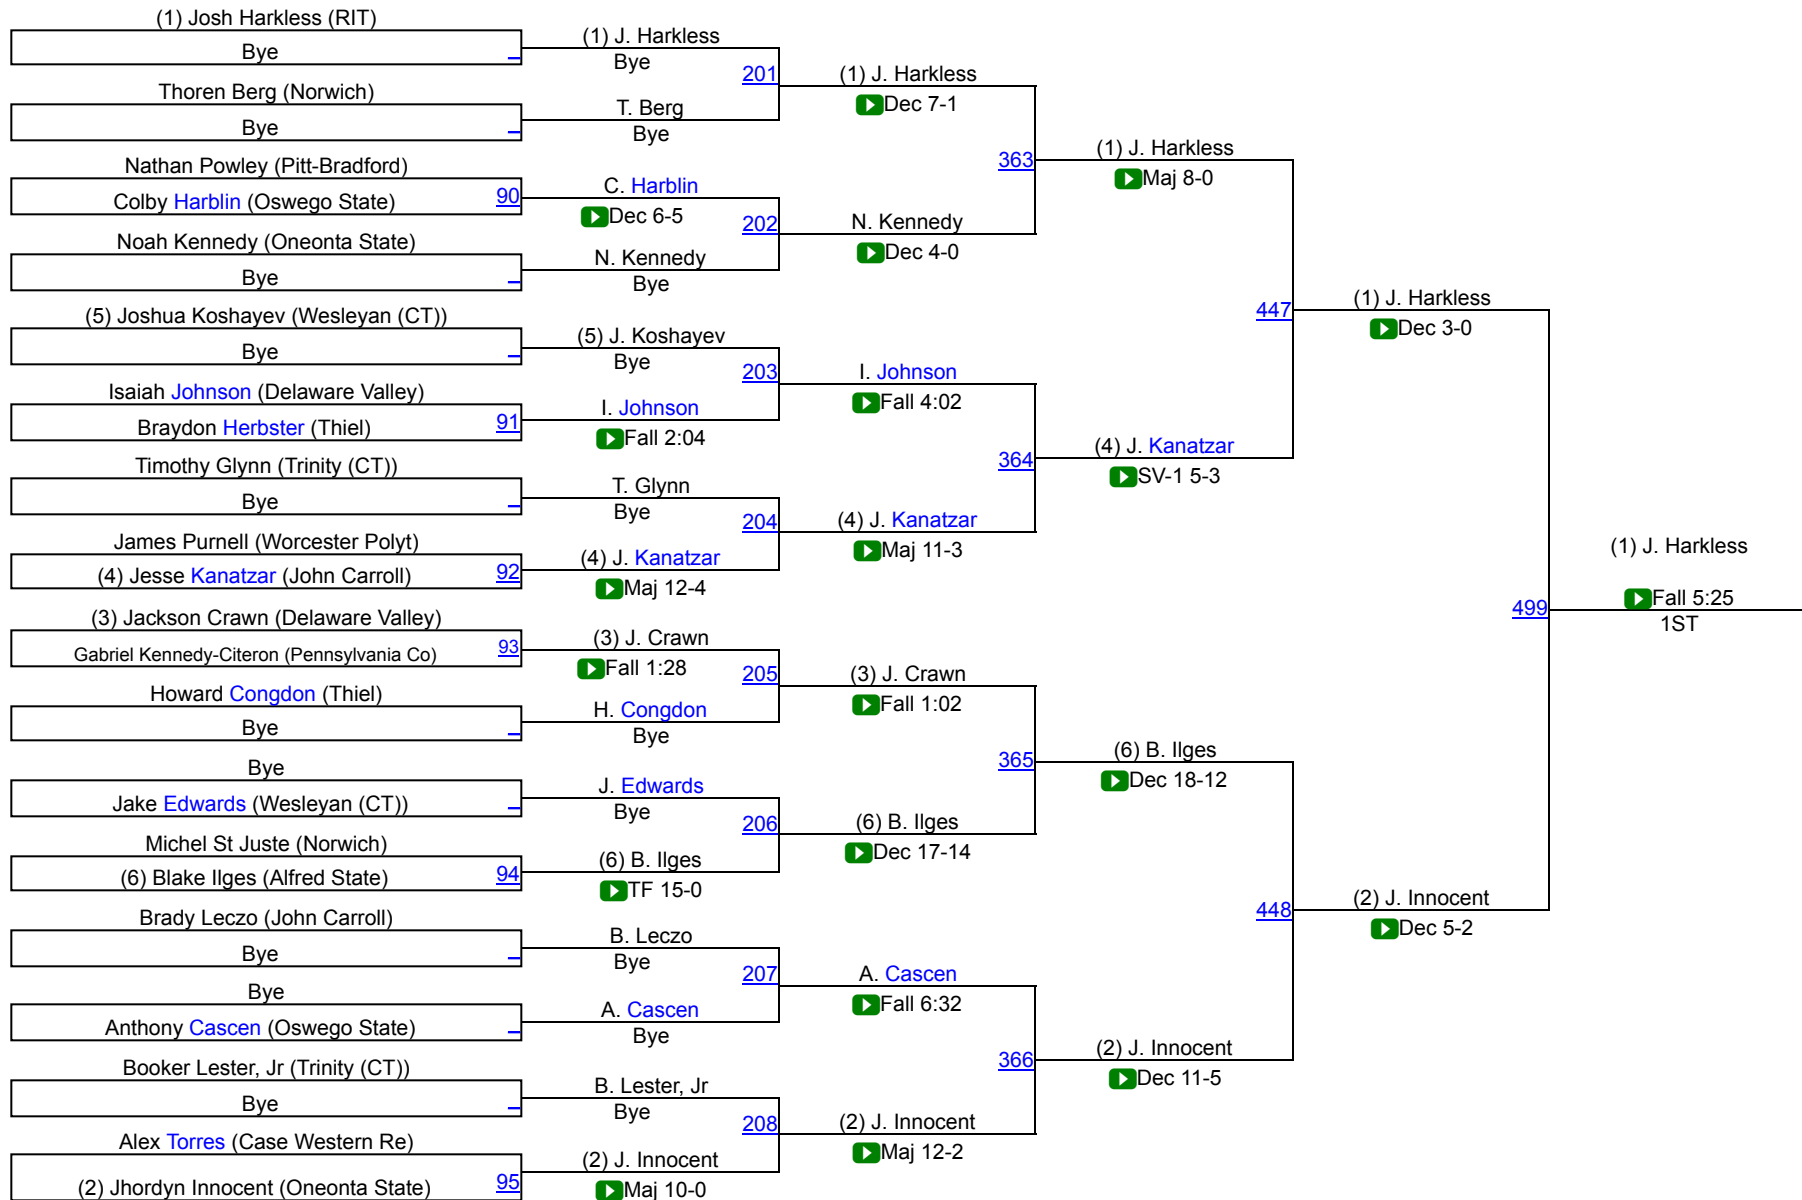 (1) Josh Harkless (RIT)
Bye
Thoren Berg (Norwich)
Bye
Nathan Powley (Pitt-Bradford)
Colby Harblin (Oswego State) 90
Noah Kennedy (Oneonta State)
Bye
(5) Joshua Koshayev (Wesleyan (CT))
Bye
Isaiah Johnson (Delaware Valley)
Braydon Herbster (Thiel) 91
Timothy Glynn (Trinity (CT))
Bye
James Purnell (Worcester Polyt)
(4) Jesse Kanatzar (John Carroll) 92
(3) Jackson Crawn (Delaware Valley)
Gabriel Kennedy-Citeron (Pennsylvania Co) 93
Howard Congdon (Thiel)
Bye
Bye
Jake Edwards (Wesleyan (CT))
Michel St Juste (Norwich)
(6) Blake Ilges (Alfred State) 94
Brady Leczo (John Carroll)
Bye
Bye
Anthony Cascen (Oswego State)
Booker Lester, Jr (Trinity (CT))
Bye
Alex Torres (Case Western Re)
(2) Jhordyn Innocent (Oneonta State) 95
(1) J. Harkless
Bye
201
T. Berg
Bye
C. Harblin
Dec 6-5
202
N. Kennedy
Bye
(5) J. Koshayev
Bye
203
I. Johnson
Fall 2:04
T. Glynn
Bye
204
(4) J. Kanatzar
Maj 12-4
(3) J. Crawn
Fall 1:28
205
H. Congdon
Bye
J. Edwards
Bye
206
(6) B. Ilges
TF 15-0
B. Leczo
Bye
207
A. Cascen
Bye
B. Lester, Jr
Bye
208
(2) J. Innocent
Maj 10-0
(1) J. Harkless
Dec 7-1
363
N. Kennedy
Dec 4-0
I. Johnson
Fall 4:02
364
(4) J. Kanatzar
Maj 11-3
(3) J. Crawn
Fall 1:02
365
(6) B. Ilges
Dec 17-14
A. Cascen
Fall 6:32
366
(2) J. Innocent
Maj 12-2
(1) J. Harkless
Maj 8-0
447
(4) J. Kanatzar
SV-1 5-3
(6) B. Ilges
Dec 18-12
448
(2) J. Innocent
Dec 11-5
(1) J. Harkless
Dec 3-0
499
(2) J. Innocent
Dec 5-2
(1) J. Harkless
Fall 5:25
1ST